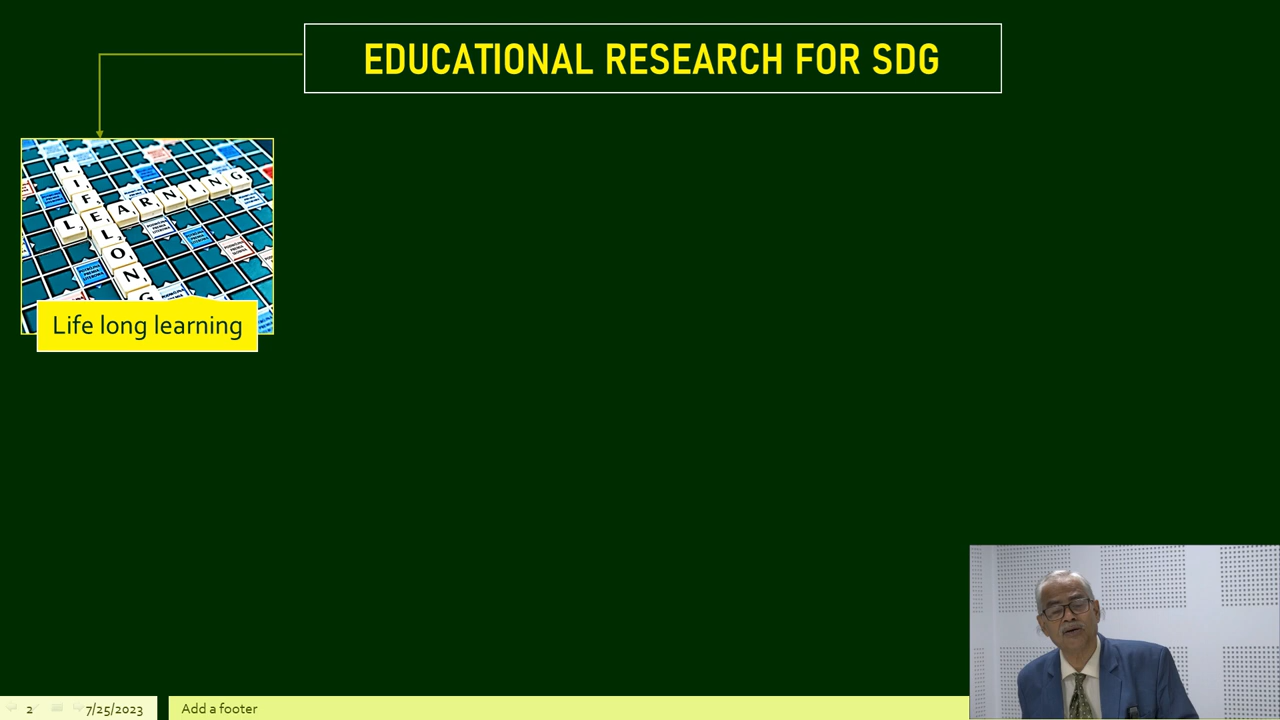 EDUCATIONAL RESEARCH FOR SDG
LIFELONG
LEARNING
Life long learning
2
7/25/2023
Add a footer